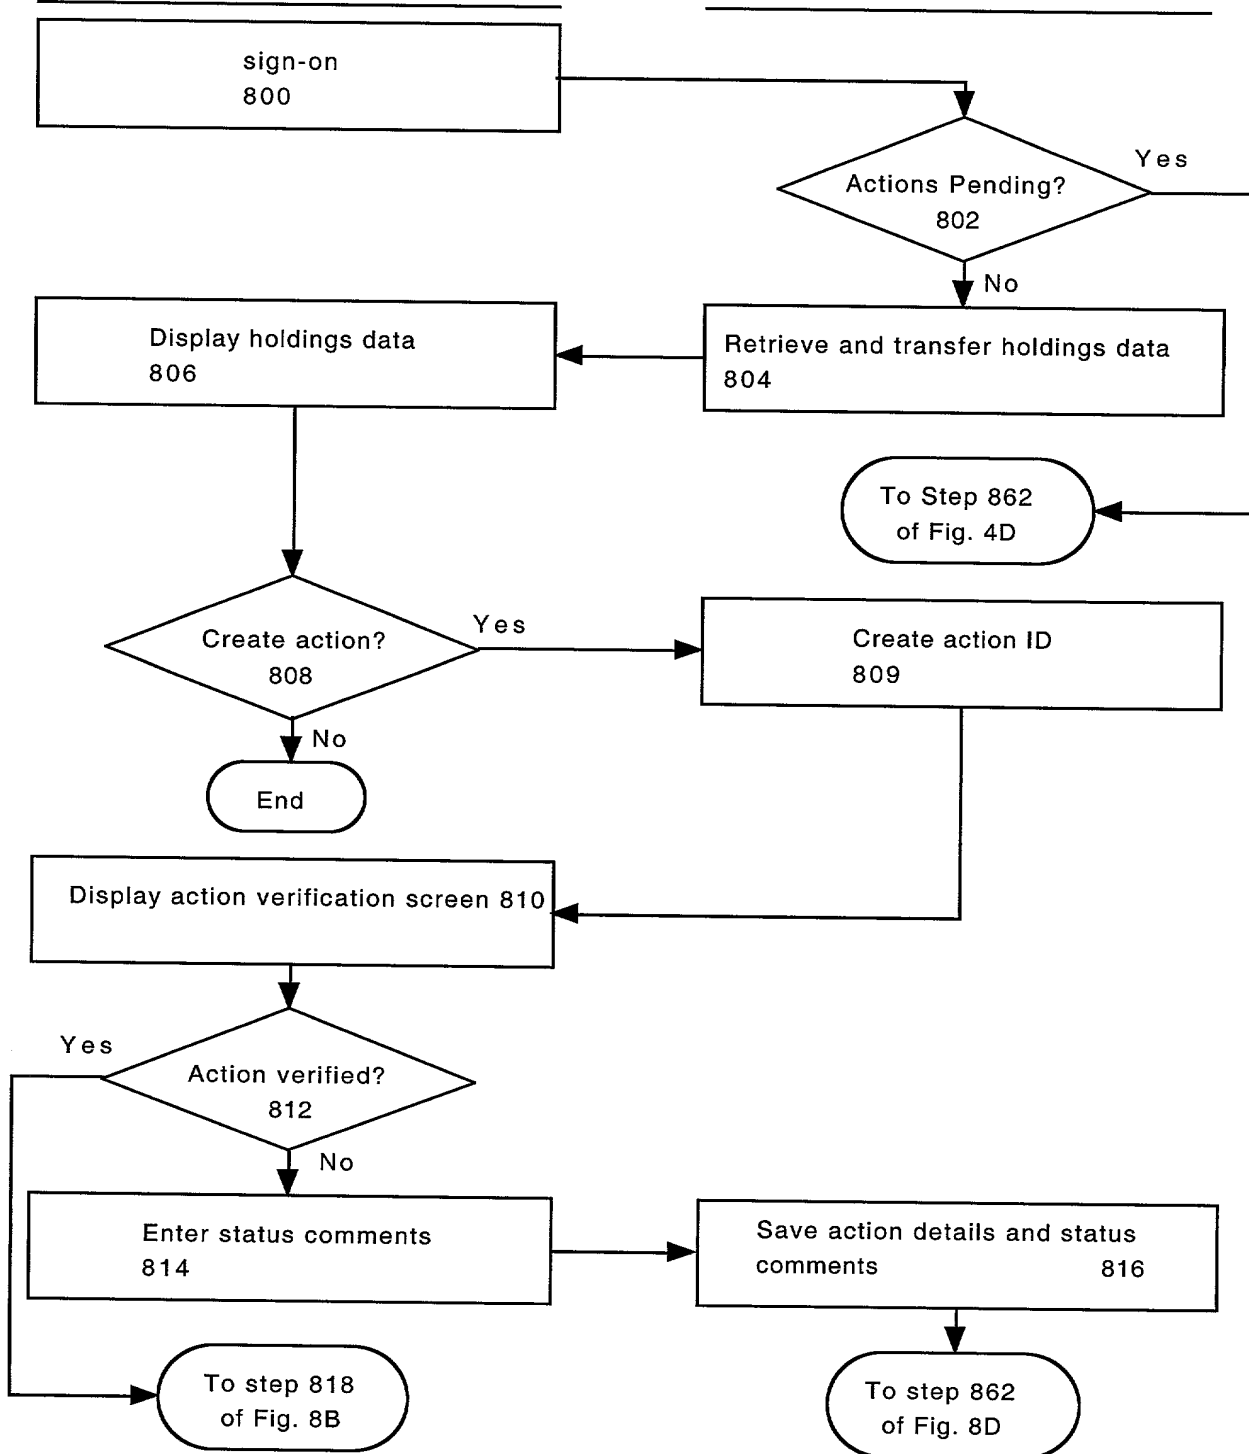 sign-on
800
Yes
Actions Pending?
802
No
Display holdings data
806
Retrieve and transfer holdings data
804
To Step 862
of Fig. 4D
Create action?
808
Yes
Create action ID
809
No
End
Display action verification screen 810
Yes
Action verified?
812
No
Enter status comments
814
Save action details and status
comments 816
To step 818
of Fig. 8B
To step 862
of Fig. 8D